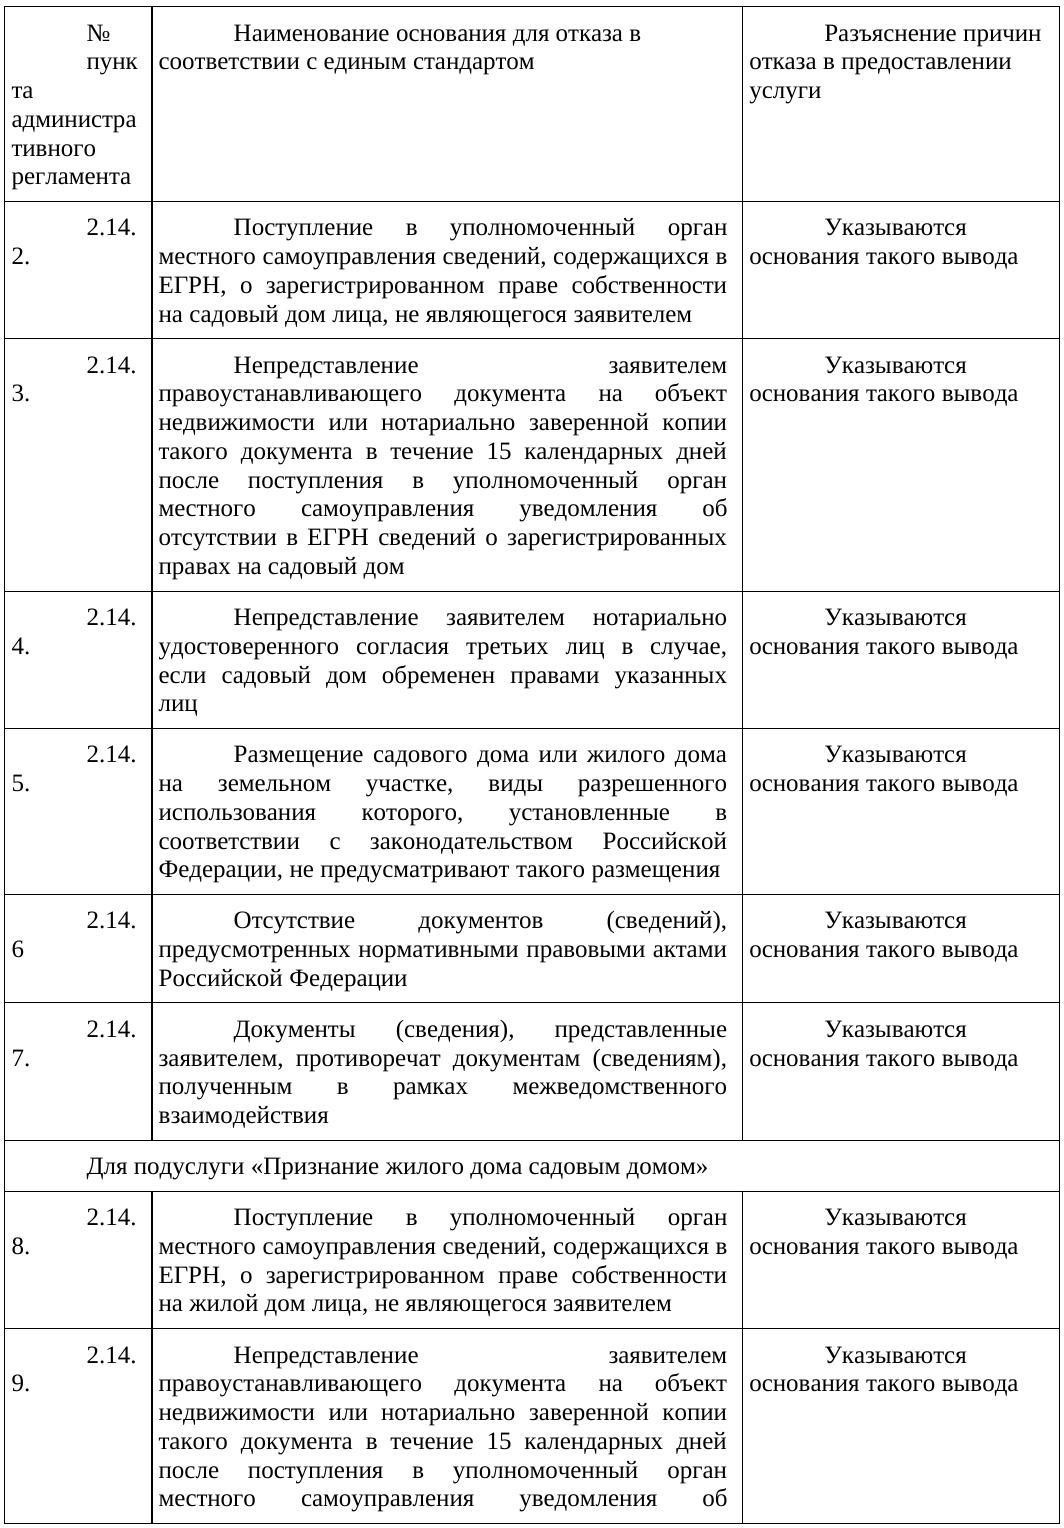 №
пунк
та
администра
тивного
регламента
Наименование основания для отказа в
соответствии с единым стандартом
Разъяснение причин
отказа в предоставлении
услуги
2.14.
2.
Поступление в уполномоченный орган
местного самоуправления сведений, содержащихся в
ЕГРН, о зарегистрированном праве собственности
на садовый дом лица, не являющегося заявителем
Указываются
основания такого вывода
2.14.
3.
Непредставление заявителем
правоустанавливающего документа на объект
недвижимости или нотариально заверенной копии
такого документа в течение 15 календарных дней
после поступления в уполномоченный орган
местного самоуправления уведомления об
отсутствии в ЕГРН сведений о зарегистрированных
правах на садовый дом
Указываются
основания такого вывода
2.14.
4.
Непредставление заявителем нотариально
удостоверенного согласия третьих лиц в случае,
если садовый дом обременен правами указанных
лиц
Указываются
основания такого вывода
2.14.
5.
Размещение садового дома или жилого дома
на земельном участке, виды разрешенного
использования которого, установленные в
соответствии с законодательством Российской
Федерации, не предусматривают такого размещения
Указываются
основания такого вывода
2.14.
6
Отсутствие документов (сведений),
предусмотренных нормативными правовыми актами
Российской Федерации
Указываются
основания такого вывода
2.14.
7.
Документы (сведения), представленные
заявителем, противоречат документам (сведениям),
полученным в рамках межведомственного
взаимодействия
Указываются
основания такого вывода
Для подуслуги «Признание жилого дома садовым домом»
2.14.
8.
Поступление в уполномоченный орган
местного самоуправления сведений, содержащихся в
ЕГРН, о зарегистрированном праве собственности
на жилой дом лица, не являющегося заявителем
Указываются
основания такого вывода
2.14.
9.
Непредставление заявителем
правоустанавливающего документа на объект
недвижимости или нотариально заверенной копии
такого документа в течение 15 календарных дней
после поступления в уполномоченный орган
местного самоуправления уведомления об
Указываются
основания такого вывода